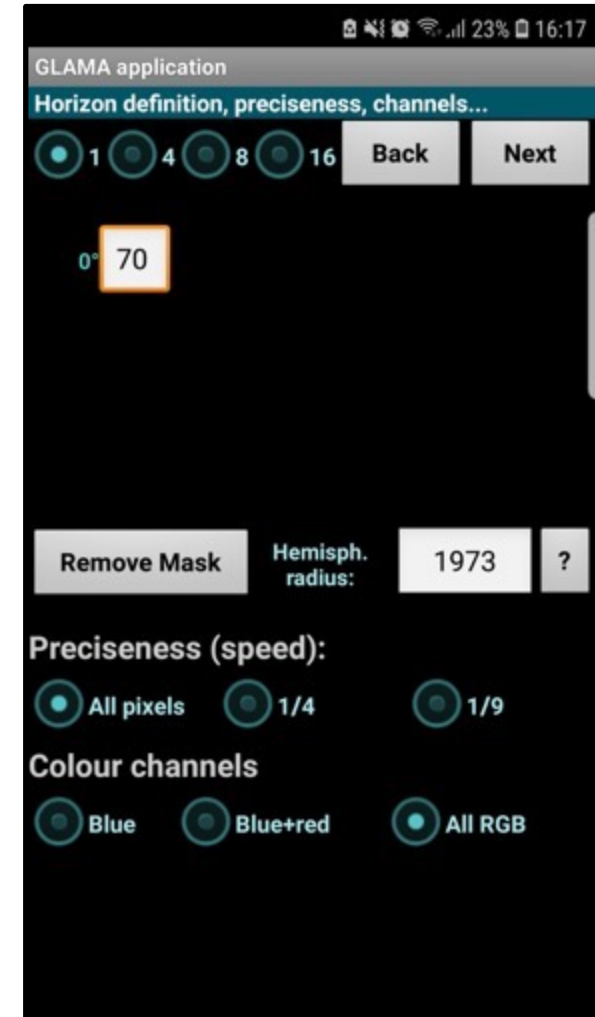 23% 16:17
GLAMA application
Horizon definition, preciseness, channels...
1 4 8 16 Back Next
0° 70
Remove Mask Hemisph. radius: 1973 ?
Preciseness (speed):
All pixels 1/4 1/9
Colour channels
Blue Blue+red All RGB